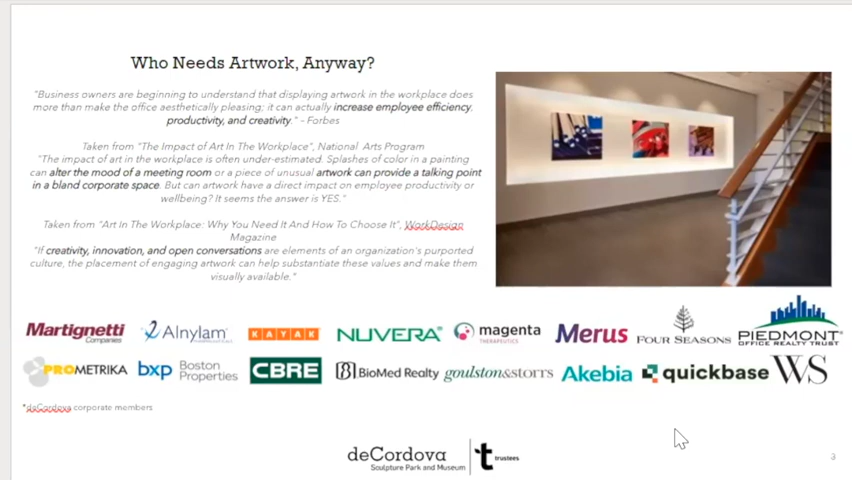 Who Needs Artwork, Anyway?
"Business owners are beginning to understand that displaying artwork in the workplace does
more than make the office aesthetically pleasing; it can actually increase employee efficiency,
productivity, and creativity." – Forbes
Taken from "The Impact of Art In The Workplace", National Arts Program
"The impact of art in the workplace is often under-estimated. Splashes of color in a painting
can alter the mood of a meeting room or a piece of unusual artwork can provide a talking point
in a bland corporate space. But can artwork have a direct impact on employee productivity or
wellbeing? It seems the answer is YES."
Taken from "Art In The Workplace: Why You Need It And How To Choose It", WorkDesign
Magazine
"If creativity, innovation, and open conversations are elements of an organization's purported
culture, the placement of engaging artwork can help substantiate these values and make them
visually available."
Martignetti
Companies
Alnylam
PHARMACEUTICALS
KAYAK
NUVERA
magenta
THERAPEUTICS
Merus
FOUR SEASONS
PIEDMONT
OFFICE REALTY TRUST
PROMETRIKA
bxp Boston
Properties
CBRE
BioMed Realty
goulston&storrs
Akebia
quickbase
WS
*deCordova corporate members
deCordova
Sculpture Park and Museum
t trustees
3